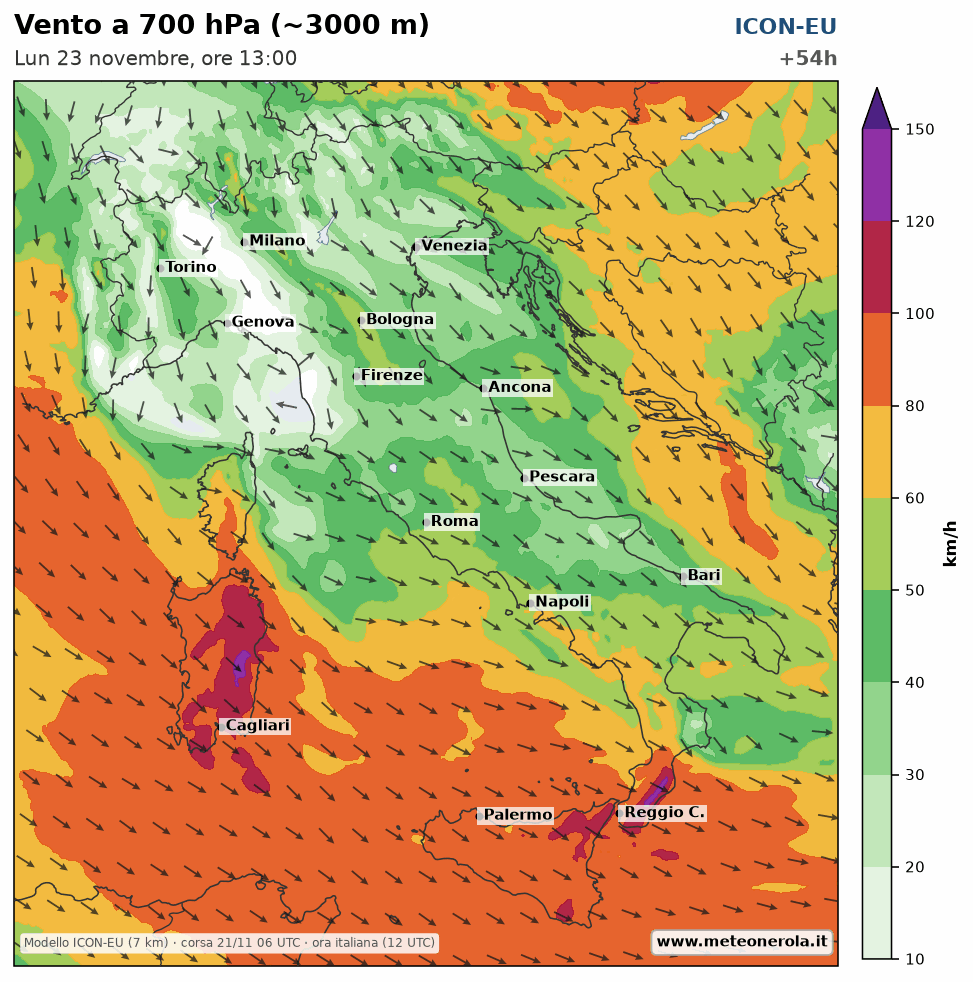 Vento a 700 hPa (~3000 m)
ICON-EU
Lun 23 novembre, ore 13:00
+54h
150
120
100
80
60
50
40
30
20
10
km/h
Milano
Venezia
Torino
Genova
Bologna
Firenze
Ancona
Pescara
Roma
Bari
Napoli
Cagliari
Palermo
Reggio C.
Modello ICON-EU (7 km) · corsa 21/11 06 UTC · ora italiana (12 UTC)
www.meteonerola.it